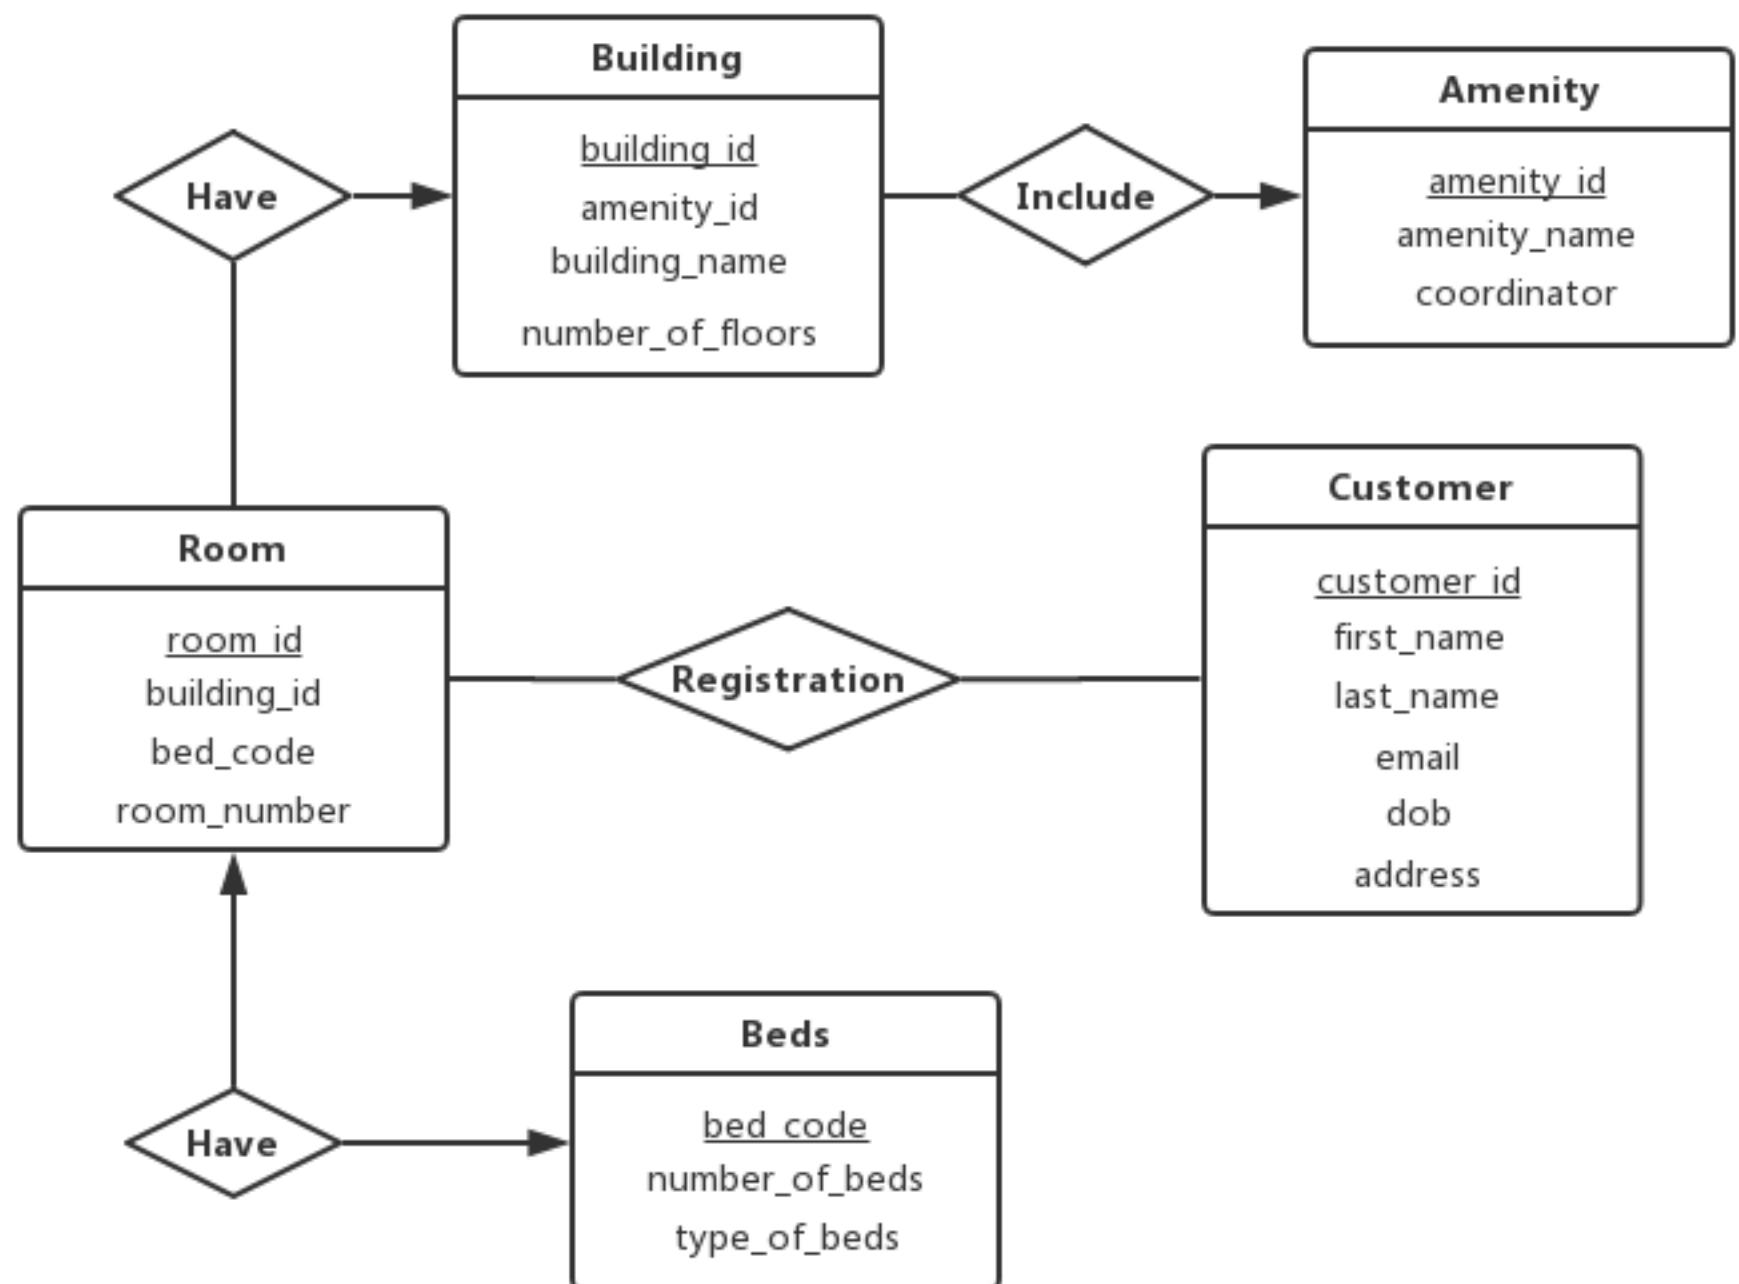 Building
building_id
amenity_id
building_name
number_of_floors
Have
Include
Amenity
amenity_id
amenity_name
coordinator
Room
room_id
building_id
bed_code
room_number
Registration
Customer
customer_id
first_name
last_name
email
dob
address
Have
Beds
bed_code
number_of_beds
type_of_beds